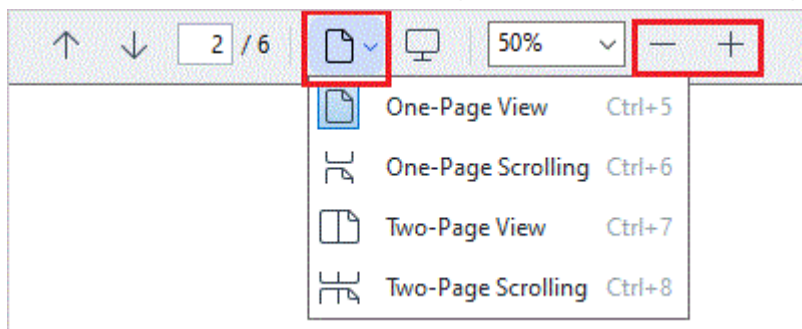 2 / 6 50%
One-Page View Ctrl+5
One-Page Scrolling Ctrl+6
Two-Page View Ctrl+7
Two-Page Scrolling Ctrl+8